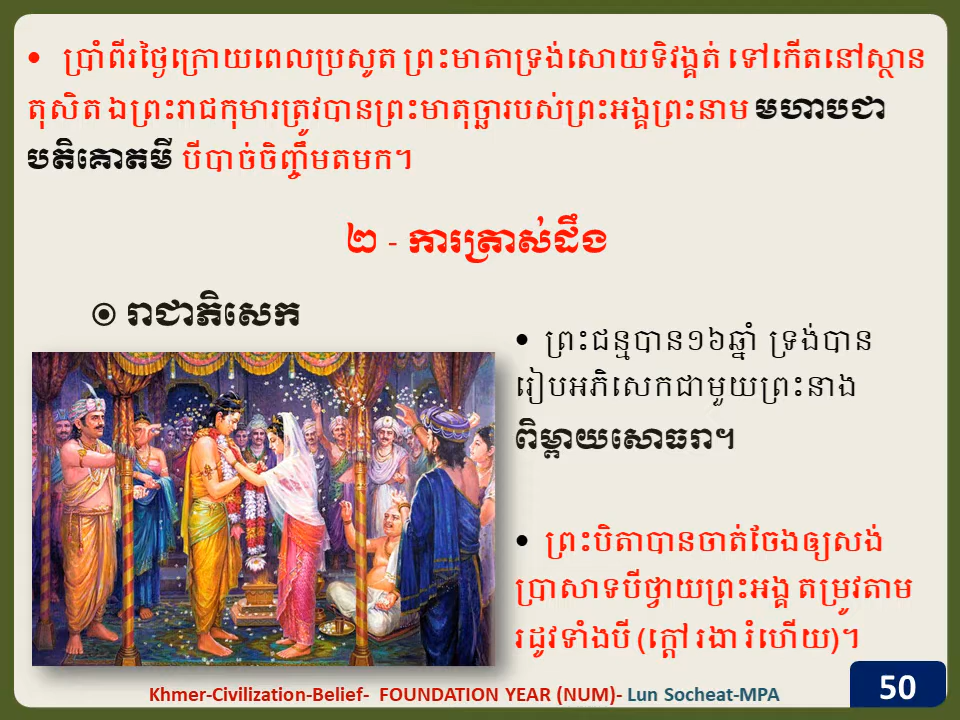 • ប្រាំពីរថ្ងៃក្រោយពេលប្រសូត ព្រះមាតាទ្រង់សោយទិវង្គត់ ទៅកើតនៅស្ថាន
តុសិត ឯព្រះរាជកុមារត្រូវបានព្រះមាតុច្ឆារបស់ព្រះអង្គព្រះនាម មហាបជា
បតិគោតមី បីបាច់ចិញ្ចឹមតមក។
២ - ការត្រាស់ដឹង
រាជាភិសេក
• ព្រះជន្មបាន១៦ឆ្នាំ ទ្រង់បាន
រៀបអភិសេកជាមួយព្រះនាង
ពិម្ពាយសោធរា។
• ព្រះបិតាបានចាត់ចែងឲ្យសង់
ប្រាសាទបីថ្វាយព្រះអង្គ តម្រូវតាម
រដូវទាំងបី (ក្ដៅ រងា រំហើយ)។
Khmer-Civilization-Belief- FOUNDATION YEAR (NUM)- Lun Socheat-MPA
50